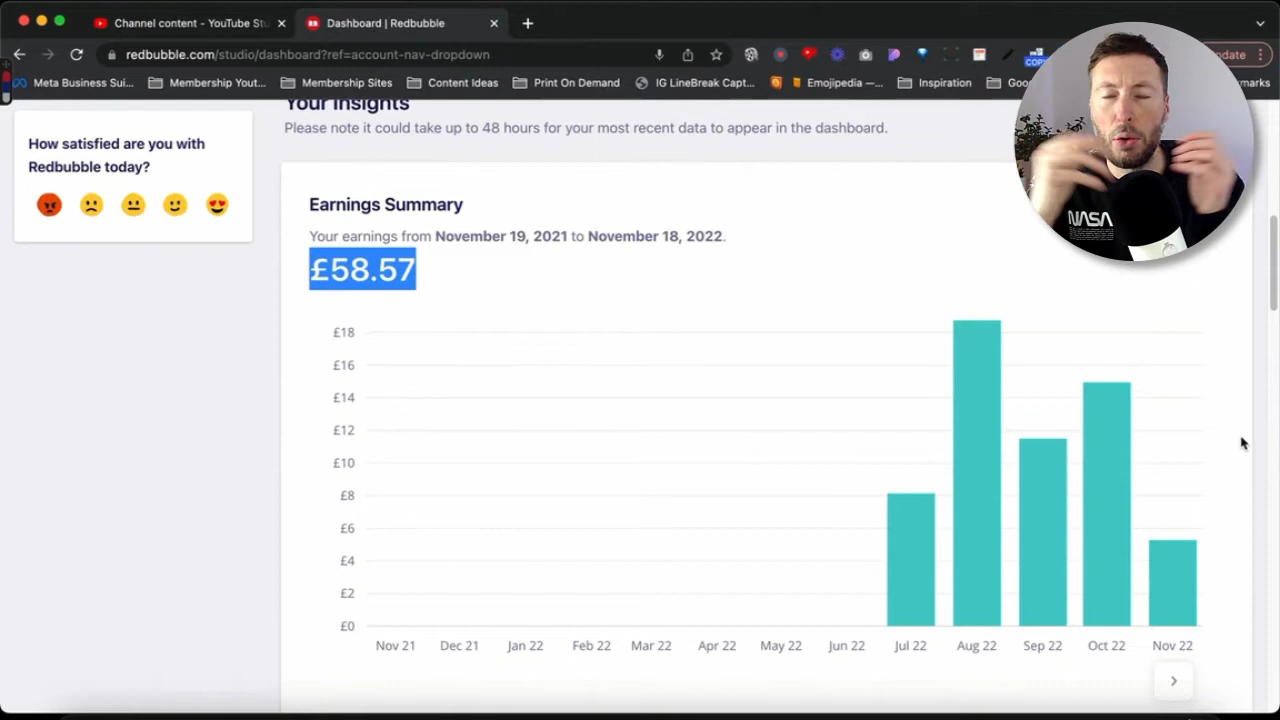 Channel content - YouTube Stu
Dashboard | Redbubble
redbubble.com/studio/dashboard?ref=account-nav-dropdown
Meta Business Sui...
Membership Yout...
Membership Sites
Content Ideas
Print On Demand
IG LineBreak Capt...
Emojipedia —...
Inspiration
Your Insights
Please note it could take up to 48 hours for your most recent data to appear in the dashboard.
How satisfied are you with
Redbubble today?
NASA
Earnings Summary
from November 19, 2021 to November 18, 2022.
£58.57
£18
£16
£14
£12
£10
£8
£6
£4
£2
£0
Nov 21 Dec 21 Jan 22 Feb 22 Mar 22 Apr 22 May 22 Jun 22 Jul 22 Aug 22 Sep 22 Oct 22 Nov 22